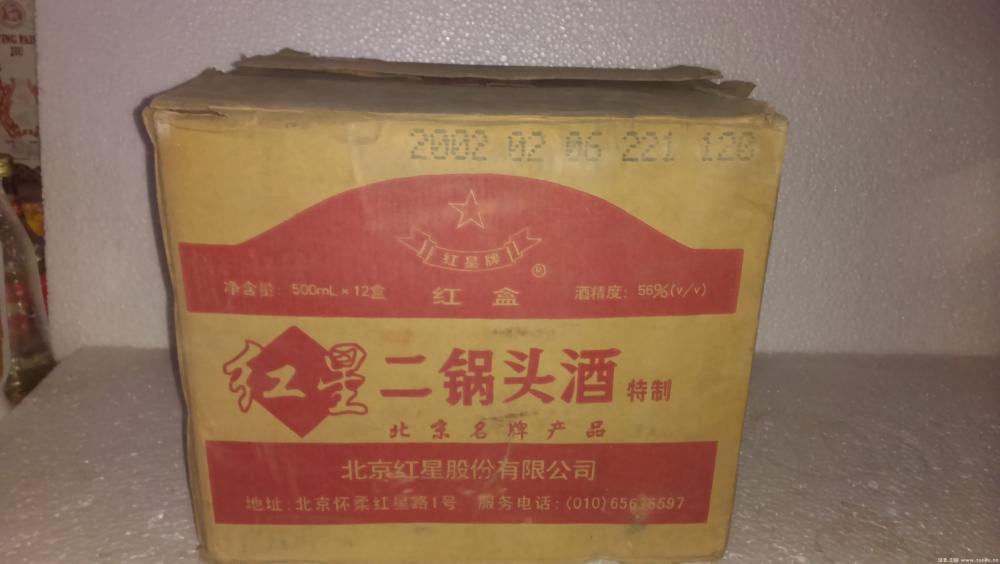 TING FAI
JIU
2002 02 06 221 120
红星牌
®
净含量: 500mL×12盒 红盒 酒精度: 56%(v/v)
红星二锅头酒 特制
北京名牌产品
北京红星股份有限公司
地址: 北京怀柔红星路1号 服务电话: (010)